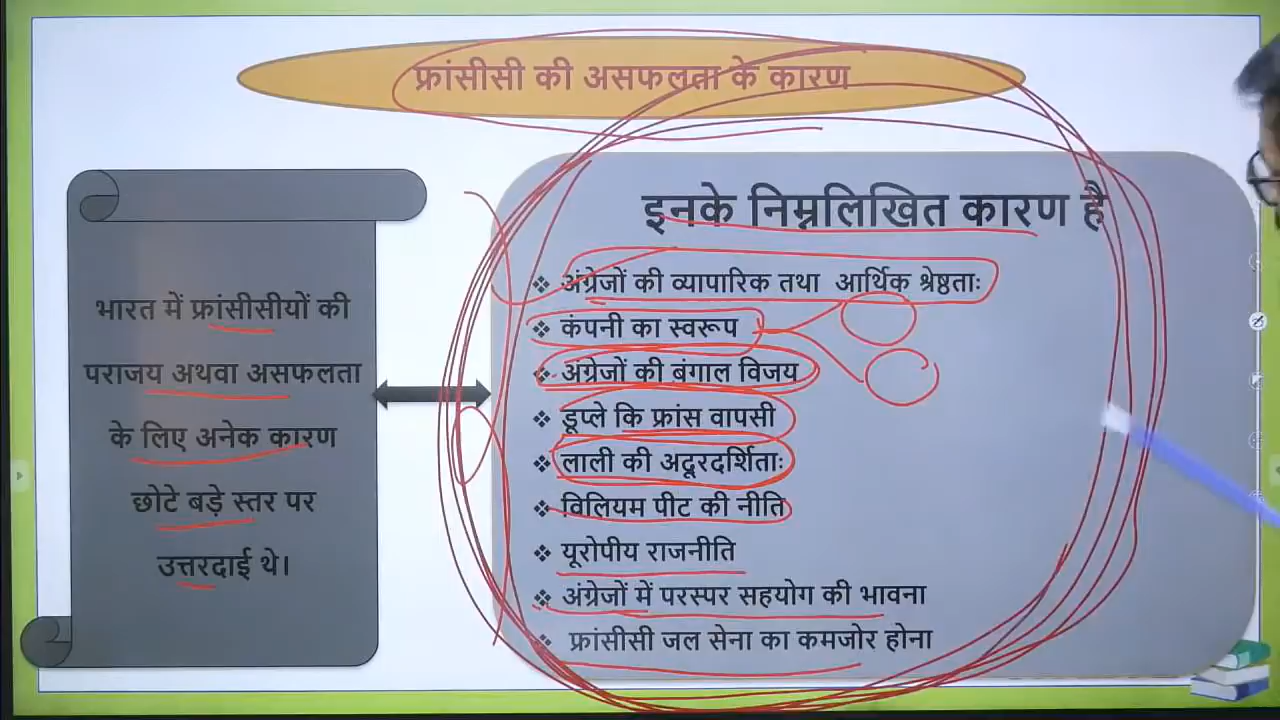 फ्रांसीसी की असफलता के कारण
भारत में फ्रांसीसीयों की
पराजय अथवा असफलता
के लिए अनेक कारण
छोटे बड़े स्तर पर
उत्तरदाई थे।
इनके निम्नलिखित कारण है
❖ अंग्रेजों की व्यापारिक तथा आर्थिक श्रेष्ठताः
❖ कंपनी का स्वरूप
❖ अंग्रेजों की बंगाल विजय
❖ डूप्ले कि फ्रांस वापसी
❖ लाली की अदूरदर्शिताः
❖ विलियम पीट की नीति
❖ यूरोपीय राजनीति
❖ अंग्रेजों में परस्पर सहयोग की भावना
❖ फ्रांसीसी जल सेना का कमजोर होना